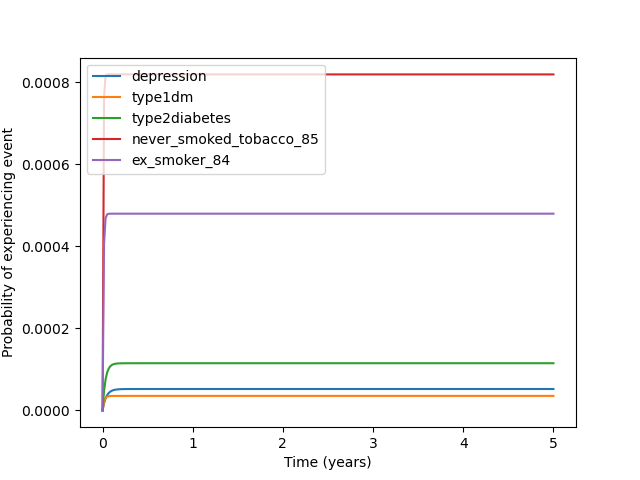 0.0008
0.0006
0.0004
0.0002
0.0000
Probability of experiencing event
depression
type1dm
type2diabetes
never_smoked_tobacco_85
ex_smoker_84
0
1
2
3
4
5
Time (years)